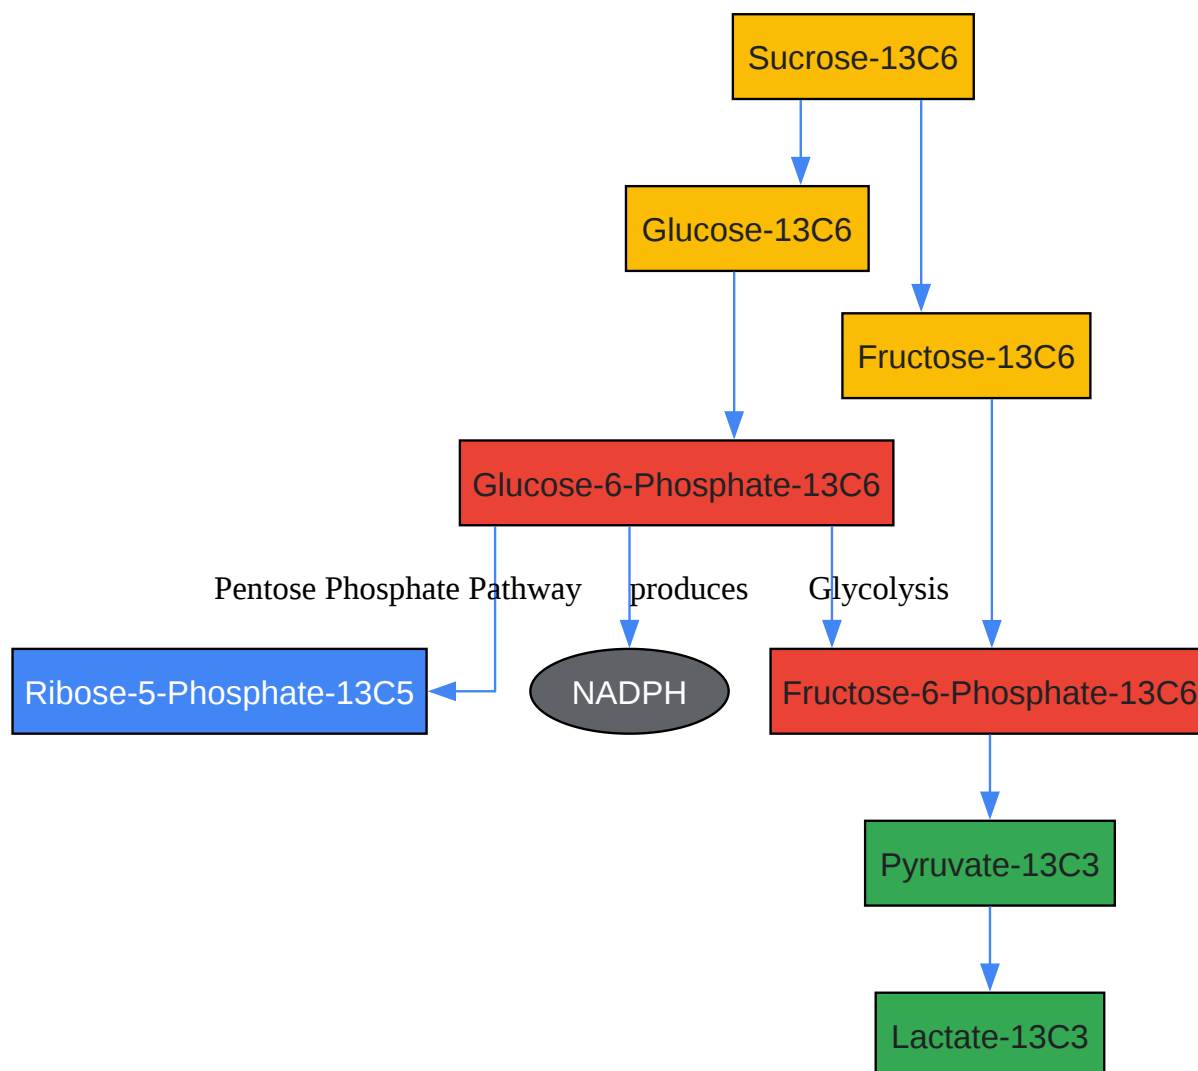 Sucrose-13C6
Glucose-13C6
Fructose-13C6
Glucose-6-Phosphate-13C6
Pentose Phosphate Pathway
produces
Glycolysis
Ribose-5-Phosphate-13C5
NADPH
Fructose-6-Phosphate-13C6
Pyruvate-13C3
Lactate-13C3